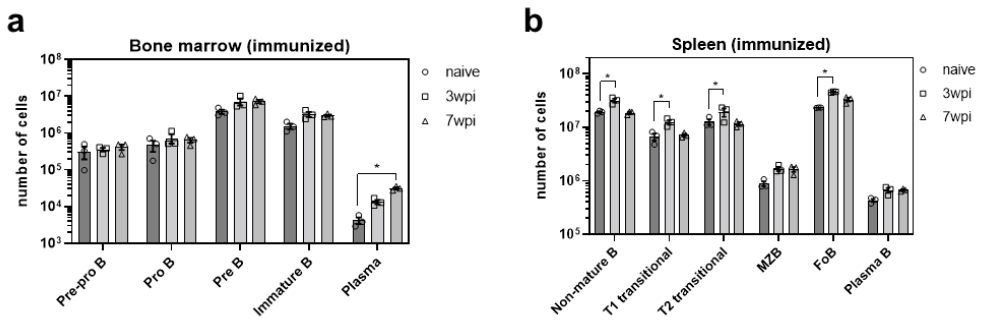 a
Bone marrow (immunized)
number of cells
10⁸
10⁷
10⁶
10⁵
10⁴
10³
*
Pre-pro B
Pro B
Pre B
Immature B
Plasma
naive
3wpi
7wpi
b
Spleen (immunized)
number of cells
10⁸
10⁷
10⁶
10⁵
*
*
*
*
Non-mature B
T1 transitional
T2 transitional
MZB
FoB
Plasma B
naive
3wpi
7wpi